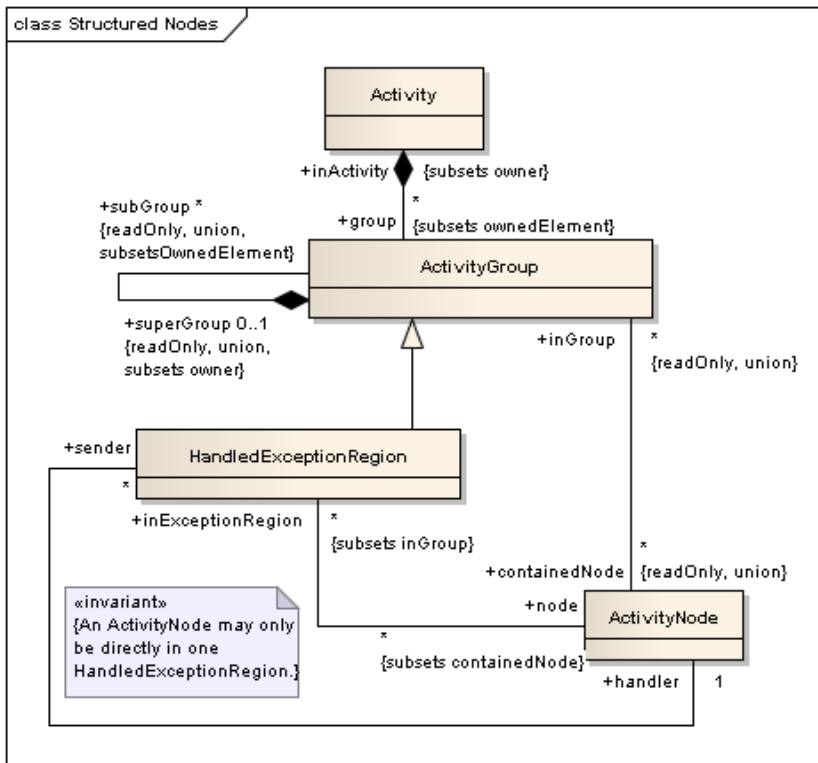 class Structured Nodes
Activity
+inActivity
{subsets owner}
+subGroup *
{readOnly, union,
subsetsOwnedElement}
+group
*
{subsets ownedElement}
ActivityGroup
+superGroup 0..1
{readOnly, union,
subsets owner}
+inGroup
*
{readOnly, union}
+sender
*
HandledExceptionRegion
+inExceptionRegion
*
{subsets inGroup}
+containedNode
*
{readOnly, union}
«invariant»
{An ActivityNode may only
be directly in one
HandledExceptionRegion.}
+node
*
{subsets containedNode}
ActivityNode
+handler
1